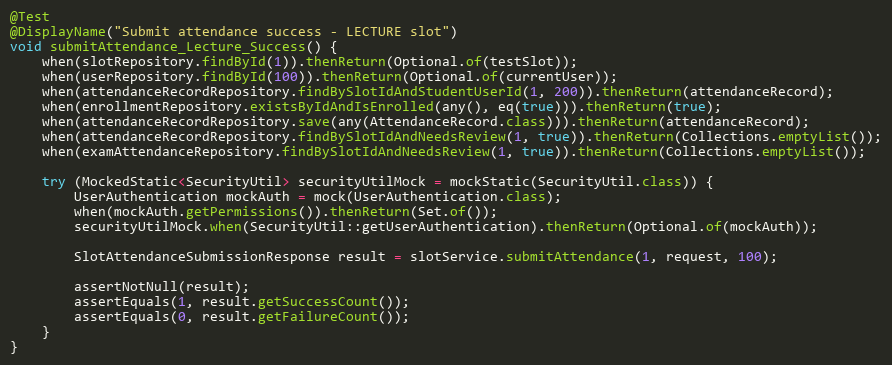 @Test
@DisplayName("Submit attendance success - LECTURE slot")
void submitAttendance_Lecture_Success() {
    when(slotRepository.findById(1)).thenReturn(Optional.of(testSlot));
    when(userRepository.findById(100)).thenReturn(Optional.of(currentUser));
    when(attendanceRecordRepository.findBySlotIdAndStudentUserId(1, 200)).thenReturn(attendanceRecord);
    when(enrollmentRepository.existsByIdAndIsEnrolled(any(), eq(true))).thenReturn(true);
    when(attendanceRecordRepository.save(any(AttendanceRecord.class))).thenReturn(attendanceRecord);
    when(attendanceRecordRepository.findBySlotIdAndNeedsReview(1, true)).thenReturn(Collections.emptyList());
    when(examAttendanceRepository.findBySlotIdAndNeedsReview(1, true)).thenReturn(Collections.emptyList());

    try (MockedStatic<SecurityUtil> securityUtilMock = mockStatic(SecurityUtil.class)) {
        UserAuthentication mockAuth = mock(UserAuthentication.class);
        when(mockAuth.getPermissions()).thenReturn(Set.of());
        securityUtilMock.when(SecurityUtil::getUserAuthentication).thenReturn(Optional.of(mockAuth));

        SlotAttendanceSubmissionResponse result = slotService.submitAttendance(1, request, 100);

        assertNotNull(result);
        assertEquals(1, result.getSuccessCount());
        assertEquals(0, result.getFailureCount());
    }
}